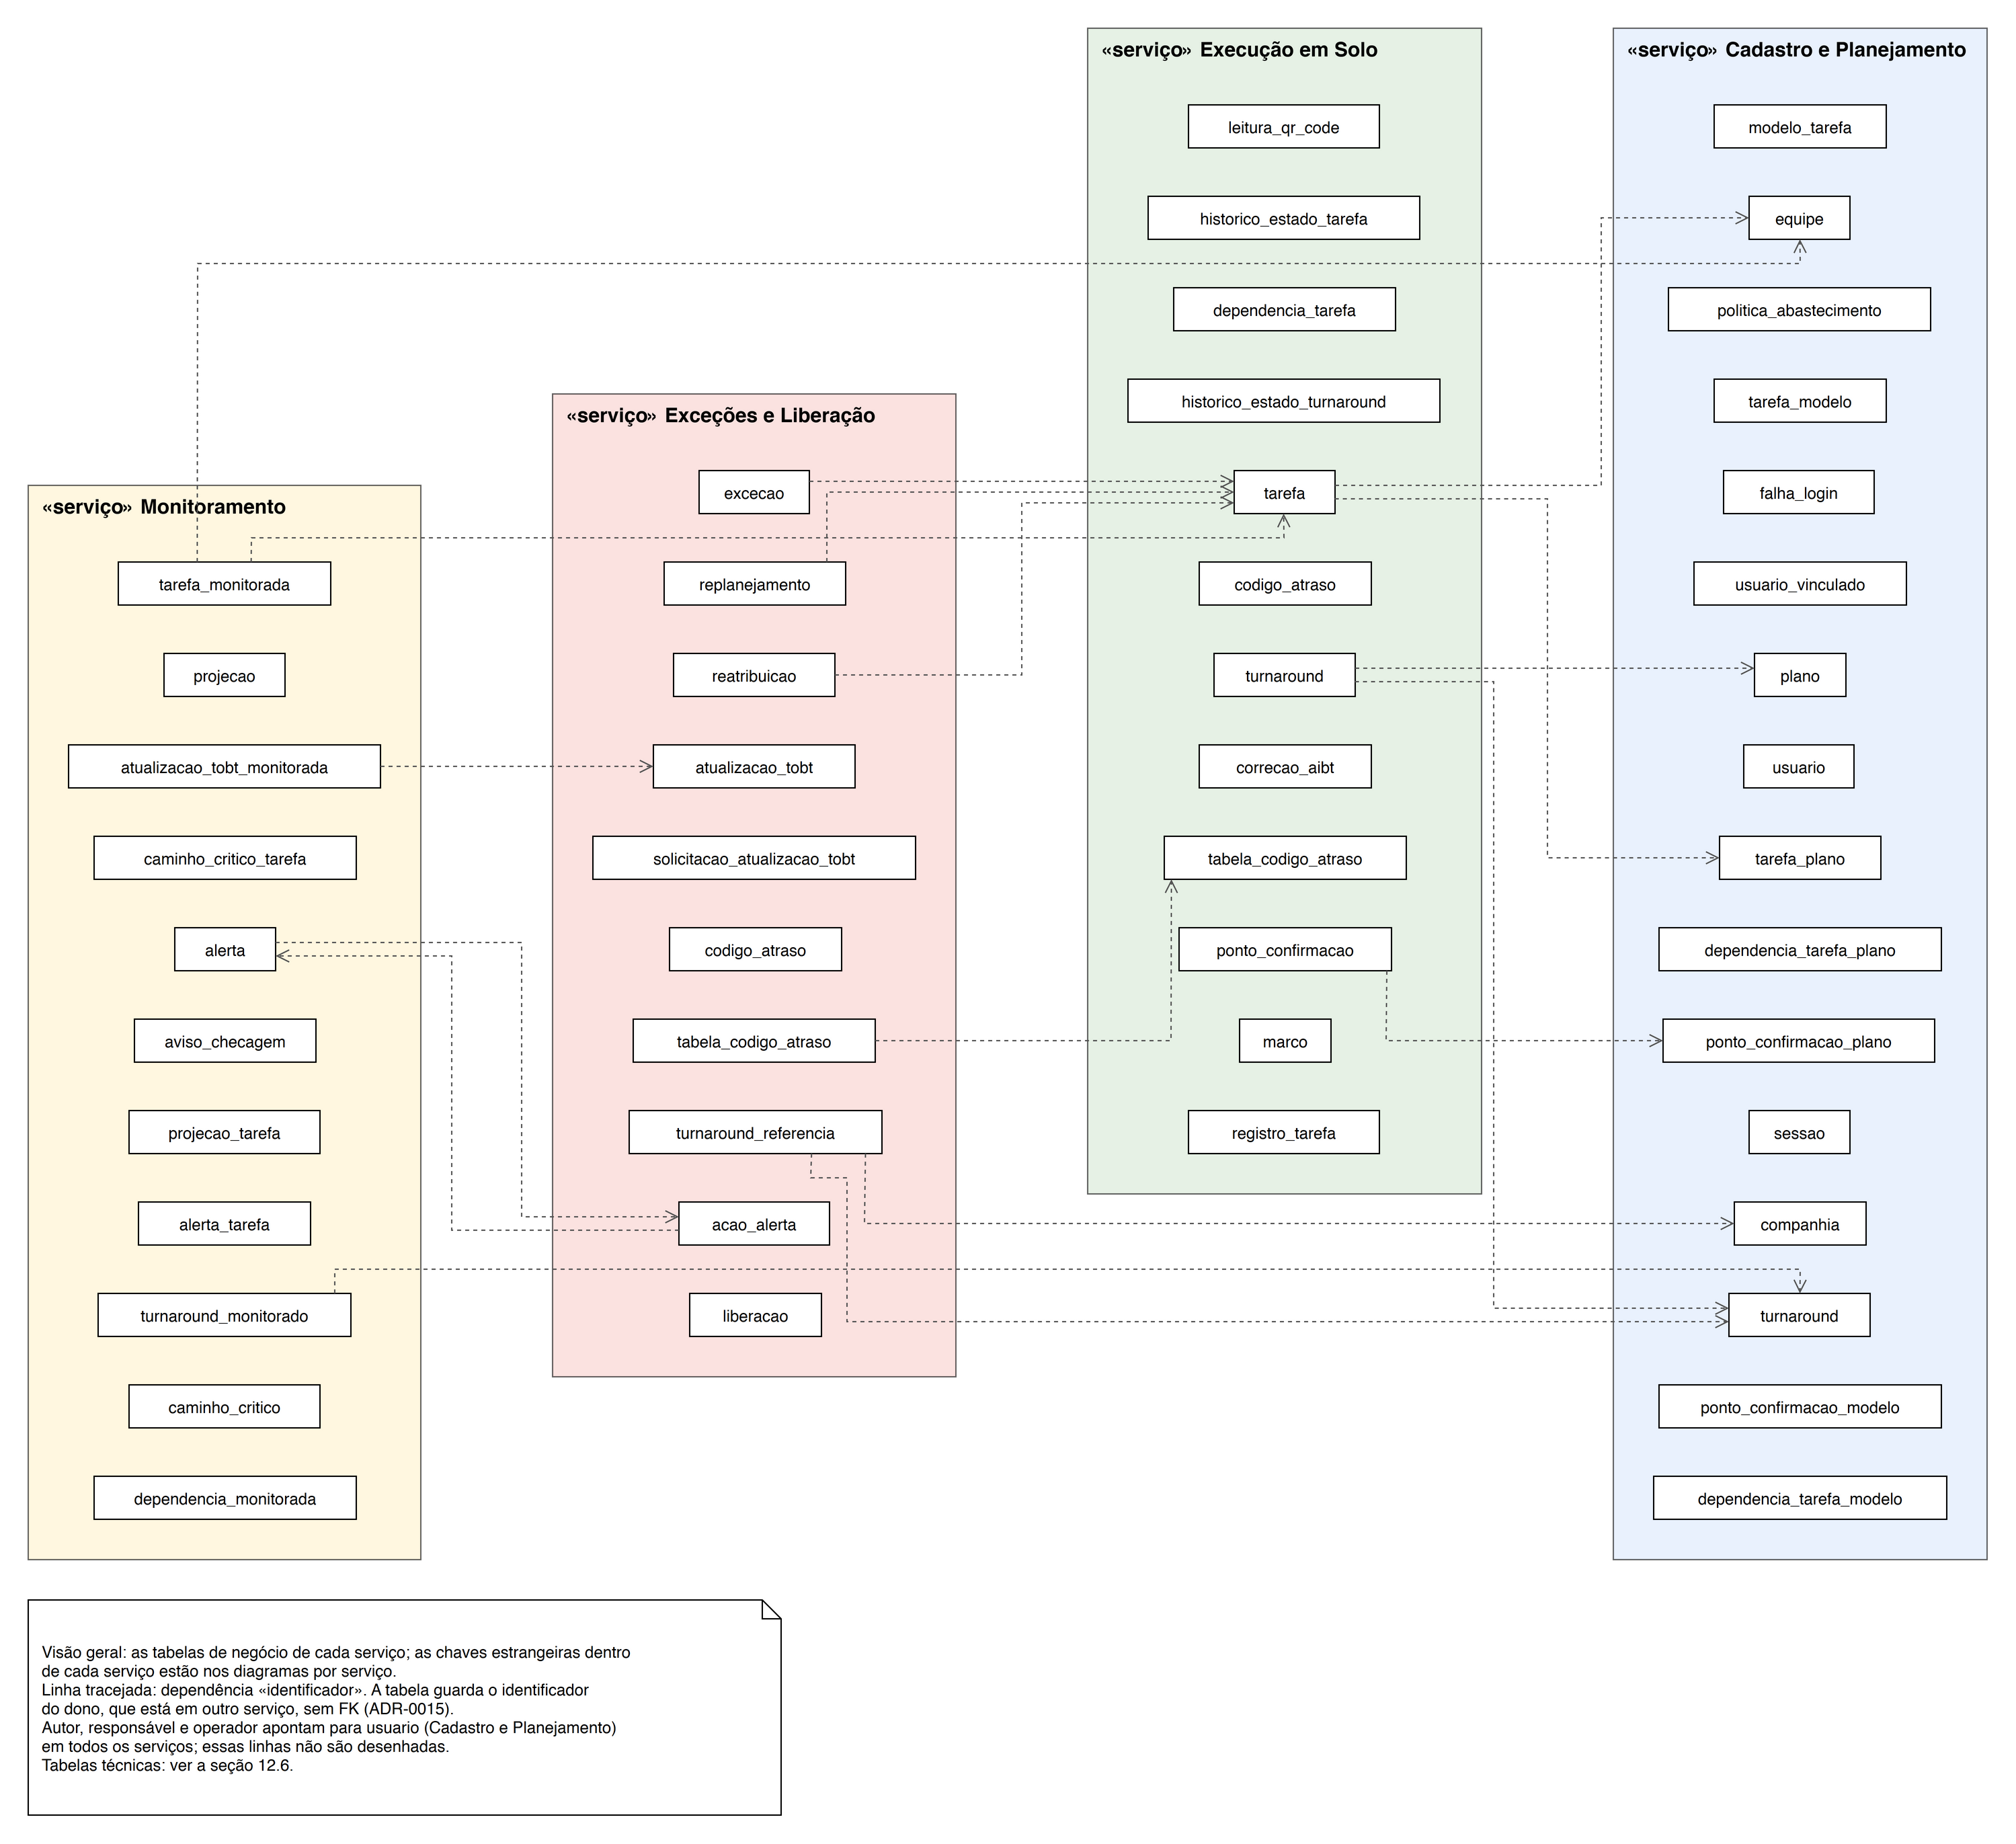 «serviço» Execução em Solo
leitura_qr_code
historico_estado_tarefa
dependencia_tarefa
historico_estado_turnaround
tarefa
codigo_atraso
turnaround
correcao_aibt
tabela_codigo_atraso
ponto_confirmacao
marco
registro_tarefa
«serviço» Cadastro e Planejamento
modelo_tarefa
equipe
politica_abastecimento
tarefa_modelo
falha_login
usuario_vinculado
plano
usuario
tarefa_plano
dependencia_tarefa_plano
ponto_confirmacao_plano
sessao
companhia
turnaround
ponto_confirmacao_modelo
dependencia_tarefa_modelo
«serviço» Exceções e Liberação
excecao
replanejamento
reatribuicao
atualizacao_tobt
solicitacao_atualizacao_tobt
codigo_atraso
tabela_codigo_atraso
turnaround_referencia
acao_alerta
liberacao
«serviço» Monitoramento
tarefa_monitorada
projecao
atualizacao_tobt_monitorada
caminho_critico_tarefa
alerta
aviso_checagem
projecao_tarefa
alerta_tarefa
turnaround_monitorado
caminho_critico
dependencia_monitorada
Visão geral: as tabelas de negócio de cada serviço; as chaves estrangeiras dentro
de cada serviço estão nos diagramas por serviço.
Linha tracejada: dependência «identificador». A tabela guarda o identificador
do dono, que está em outro serviço, sem FK (ADR-0015).
Autor, responsável e operador apontam para usuario (Cadastro e Planejamento)
em todos os serviços; essas linhas não são desenhadas.
Tabelas técnicas: ver a seção 12.6.